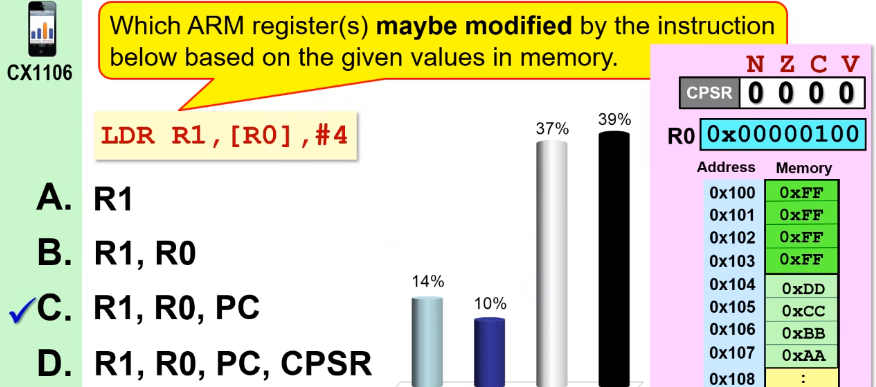 CX1106
Which ARM register(s) maybe modified by the instruction
below based on the given values in memory.
LDR R1,[R0],#4
A. R1
B. R1, R0
✓C. R1, R0, PC
D. R1, R0, PC, CPSR
14%
10%
37%
39%
N Z C V
CPSR 0 0 0 0
R0 0x00000100
Address Memory
0x100 0xFF
0x101 0xFF
0x102 0xFF
0x103 0xFF
0x104 0xDD
0x105 0xCC
0x106 0xBB
0x107 0xAA
0x108 :